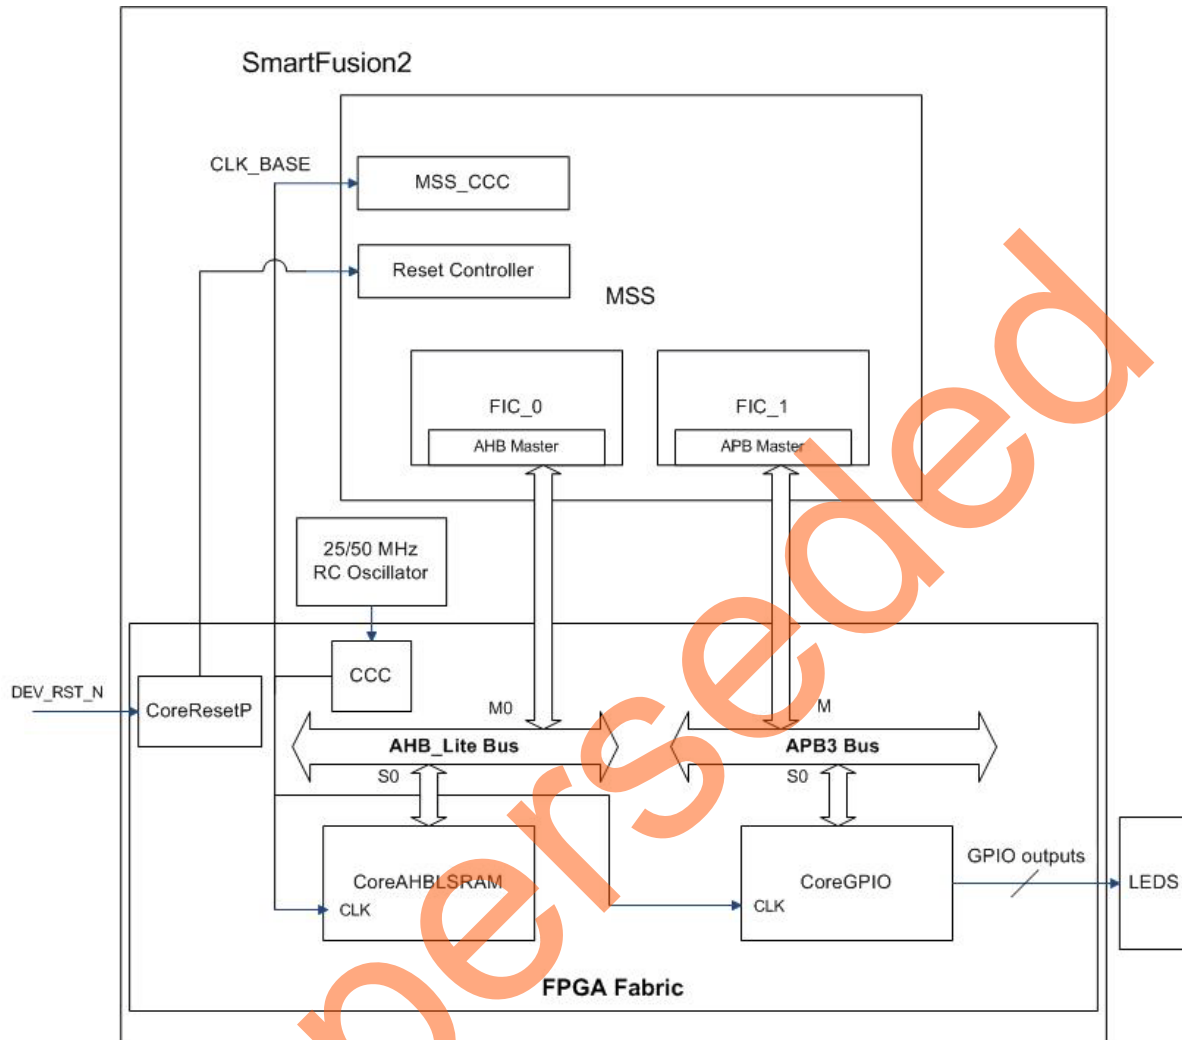 SmartFusion2
CLK_BASE
MSS_CCC
Reset Controller
MSS
FIC_0
FIC_1
AHB Master
APB Master
25/50 MHz
RC Oscillator
DEV_RST_N
CoreResetP
CCC
M0
M
AHB_Lite Bus
APB3 Bus
S0
S0
CoreAHBLSRAM
CLK
CoreGPIO
CLK
GPIO outputs
LEDS
FPGA Fabric
perseded